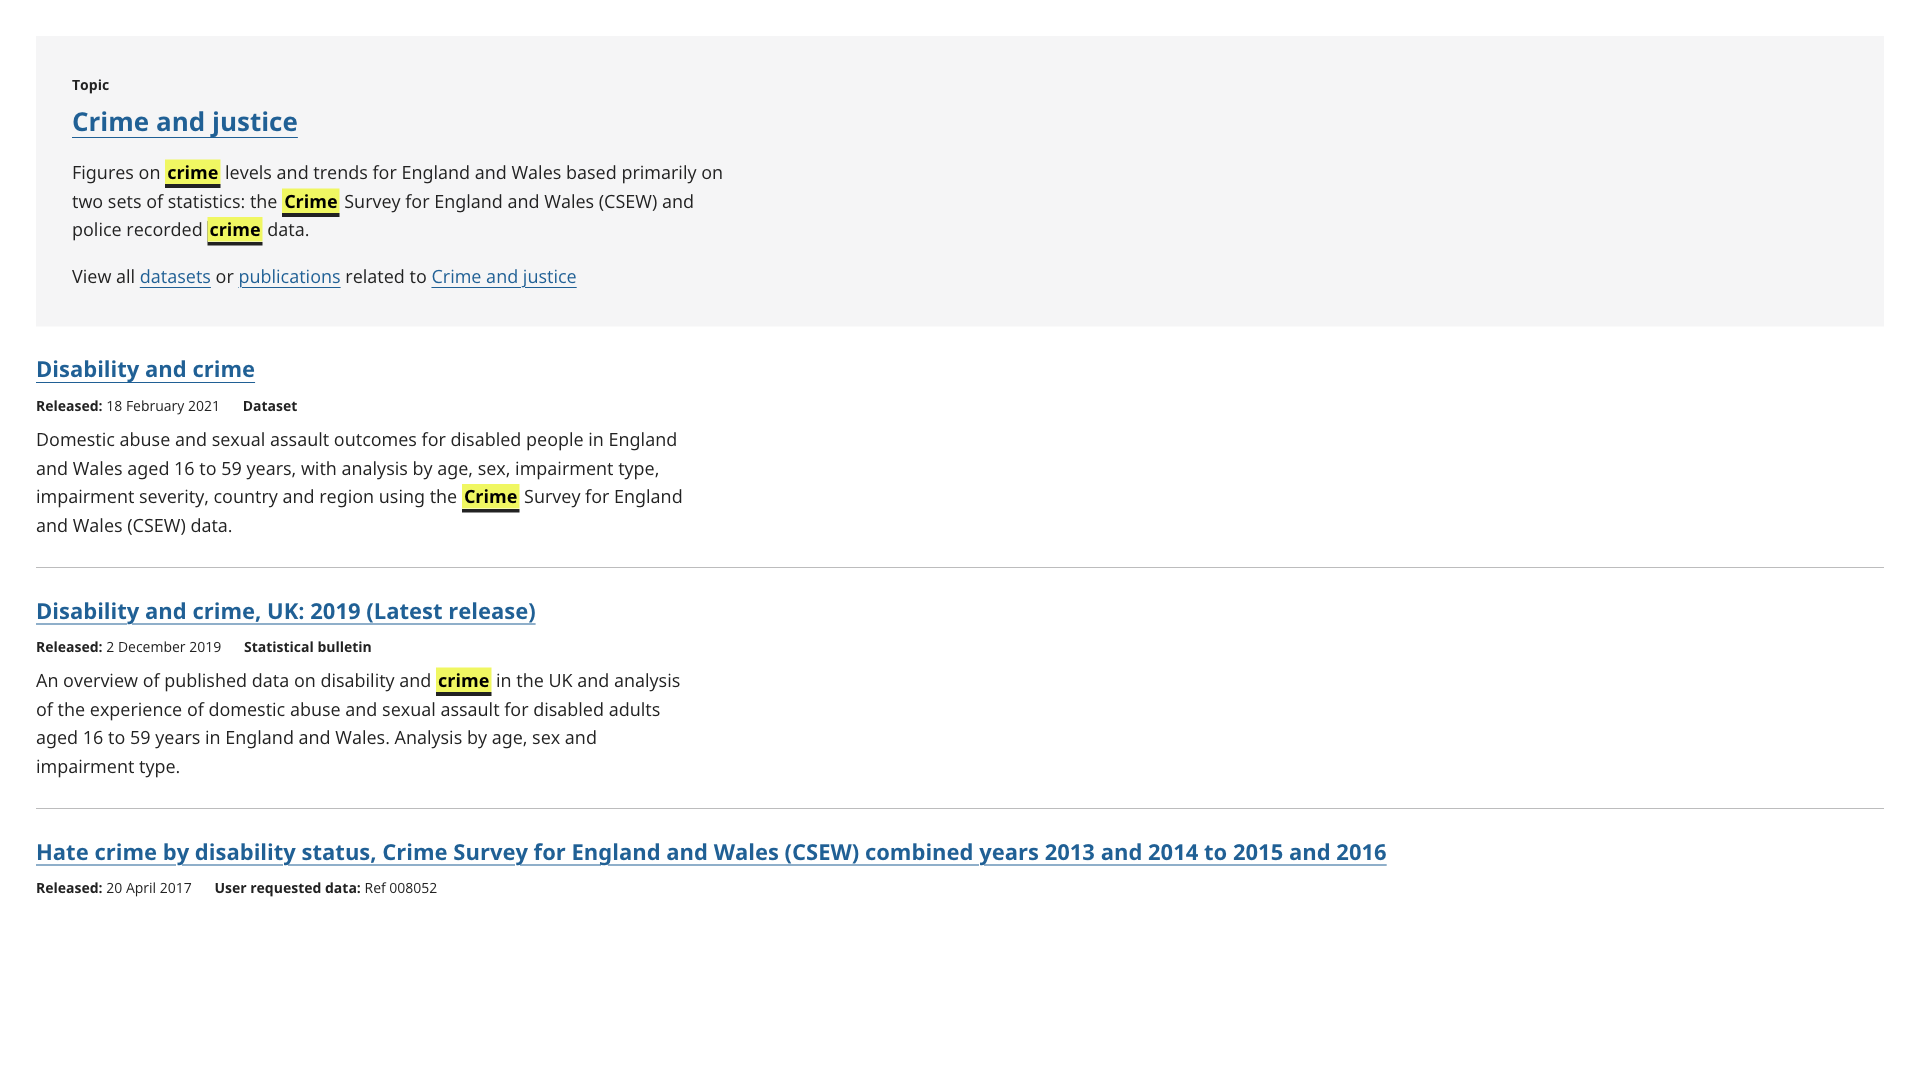 Topic
Crime and justice
Figures on crime levels and trends for England and Wales based primarily on
two sets of statistics: the Crime Survey for England and Wales (CSEW) and
police recorded crime data.
View all datasets or publications related to Crime and justice
Disability and crime
Released: 18 February 2021 Dataset
Domestic abuse and sexual assault outcomes for disabled people in England
and Wales aged 16 to 59 years, with analysis by age, sex, impairment type,
impairment severity, country and region using the Crime Survey for England
and Wales (CSEW) data.
Disability and crime, UK: 2019 (Latest release)
Released: 2 December 2019 Statistical bulletin
An overview of published data on disability and crime in the UK and analysis
of the experience of domestic abuse and sexual assault for disabled adults
aged 16 to 59 years in England and Wales. Analysis by age, sex and
impairment type.
Hate crime by disability status, Crime Survey for England and Wales (CSEW) combined years 2013 and 2014 to 2015 and 2016
Released: 20 April 2017 User requested data: Ref 008052